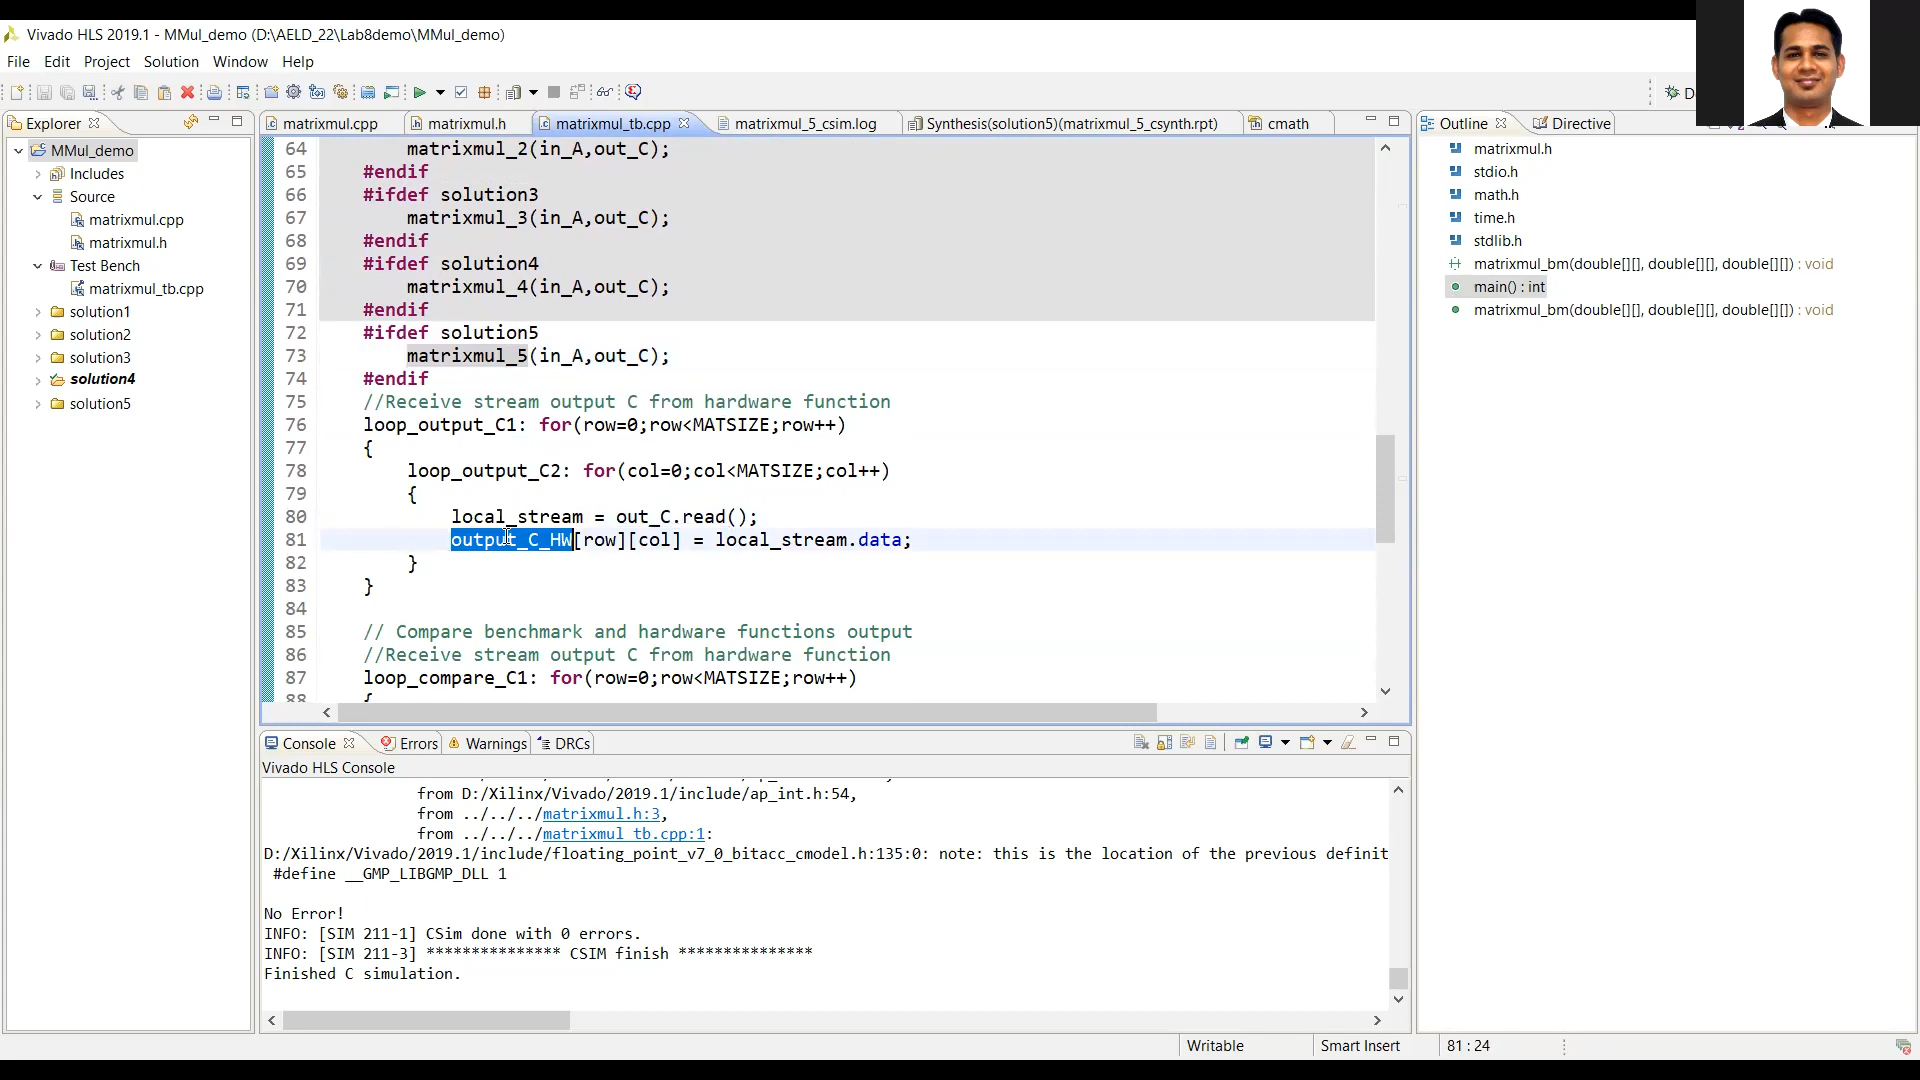 Vivado HLS 2019.1 - MMul_demo (D:\AELD_22\Lab8demo\MMul_demo)
File Edit Project Solution Window Help
Explorer
MMul_demo
Includes
Source
matrixmul.cpp
matrixmul.h
Test Bench
matrixmul_tb.cpp
solution1
solution2
solution3
solution4
solution5
matrixmul.cpp matrixmul.h matrixmul_tb.cpp matrixmul_5_csim.log Synthesis(solution5)(matrixmul_5_csynth.rpt) cmath
64 matrixmul_2(in_A,out_C);
65 #endif
66 #ifdef solution3
67 matrixmul_3(in_A,out_C);
68 #endif
69 #ifdef solution4
70 matrixmul_4(in_A,out_C);
71 #endif
72 #ifdef solution5
73 matrixmul_5(in_A,out_C);
74 #endif
75 //Receive stream output C from hardware function
76 loop_output_C1: for(row=0;row<MATSIZE;row++)
77 {
78 loop_output_C2: for(col=0;col<MATSIZE;col++)
79 {
80 local_stream = out_C.read();
81 output_C_HW[row][col] = local_stream.data;
82 }
83 }
84
85 // Compare benchmark and hardware functions output
86 //Receive stream output C from hardware function
87 loop_compare_C1: for(row=0;row<MATSIZE;row++)
88 {
Console Errors Warnings DRCs
Vivado HLS Console
from D:/Xilinx/Vivado/2019.1/include/ap_int.h:54,
from ../../../matrixmul.h:3,
from ../../../matrixmul_tb.cpp:1:
D:/Xilinx/Vivado/2019.1/include/floating_point_v7_0_bitacc_cmodel.h:135:0: note: this is the location of the previous definit
#define __GMP_LIBGMP_DLL 1
No Error!
INFO: [SIM 211-1] CSim done with 0 errors.
INFO: [SIM 211-3] *************** CSIM finish ***************
Finished C simulation.
Outline Directive
matrixmul.h
stdio.h
math.h
time.h
stdlib.h
matrixmul_bm(double[][], double[][], double[][]) : void
main() : int
matrixmul_bm(double[][], double[][], double[][]) : void
Writable Smart Insert 81 : 24